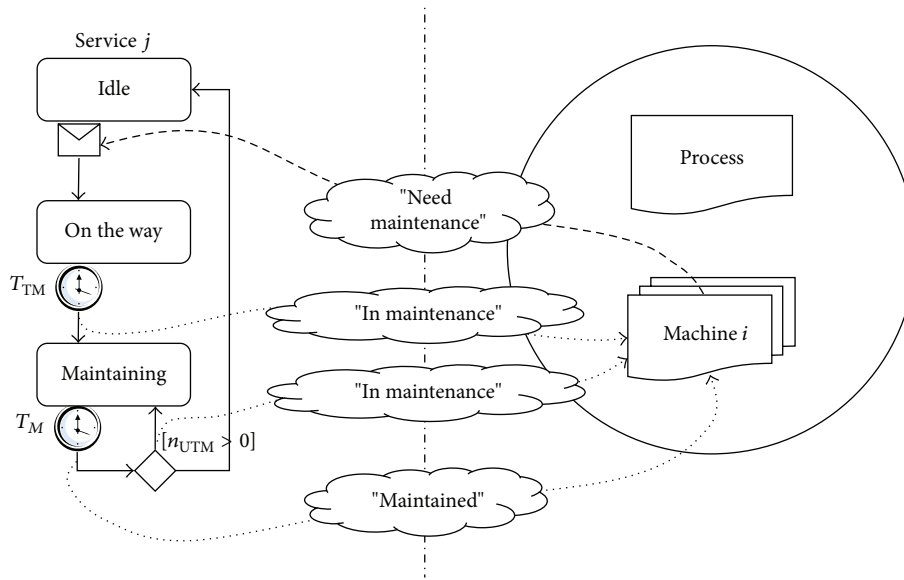 Service j
Idle
Process
"Need
maintenance"
On the way
T_TM
"In maintenance"
Machine i
Maintaining
"In maintenance"
T_M
[n_UTM > 0]
"Maintained"